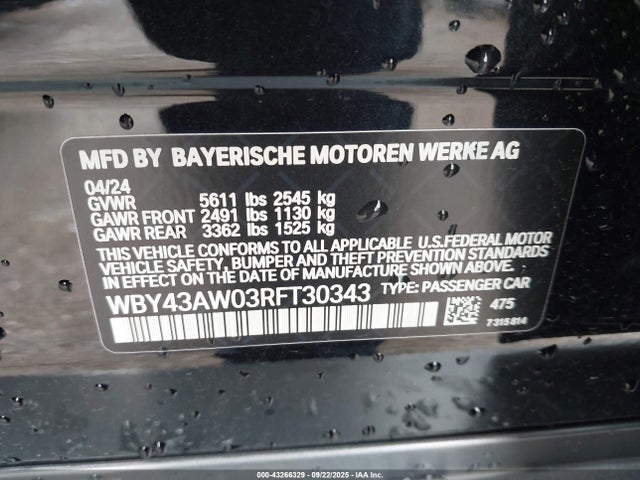 MFD BY BAYERISCHE MOTOREN WERKE AG
04/24
GVWR 5611 lbs 2545 kg
GAWR FRONT 2491 lbs 1130 kg
GAWR REAR 3362 lbs 1525 kg
THIS VEHICLE CONFORMS TO ALL APPLICABLE U.S.FEDERAL MOTOR
VEHICLE SAFETY, BUMPER AND THEFT PREVENTION STANDARDS
IN EFFECT ON THE DATE OF MANUFACTURE SHOWN ABOVE.
WBY43AW03RFT30343 TYPE: PASSENGER CAR
475
7 315 814
000-43266329 - 09/22/2025 - IAA Inc.